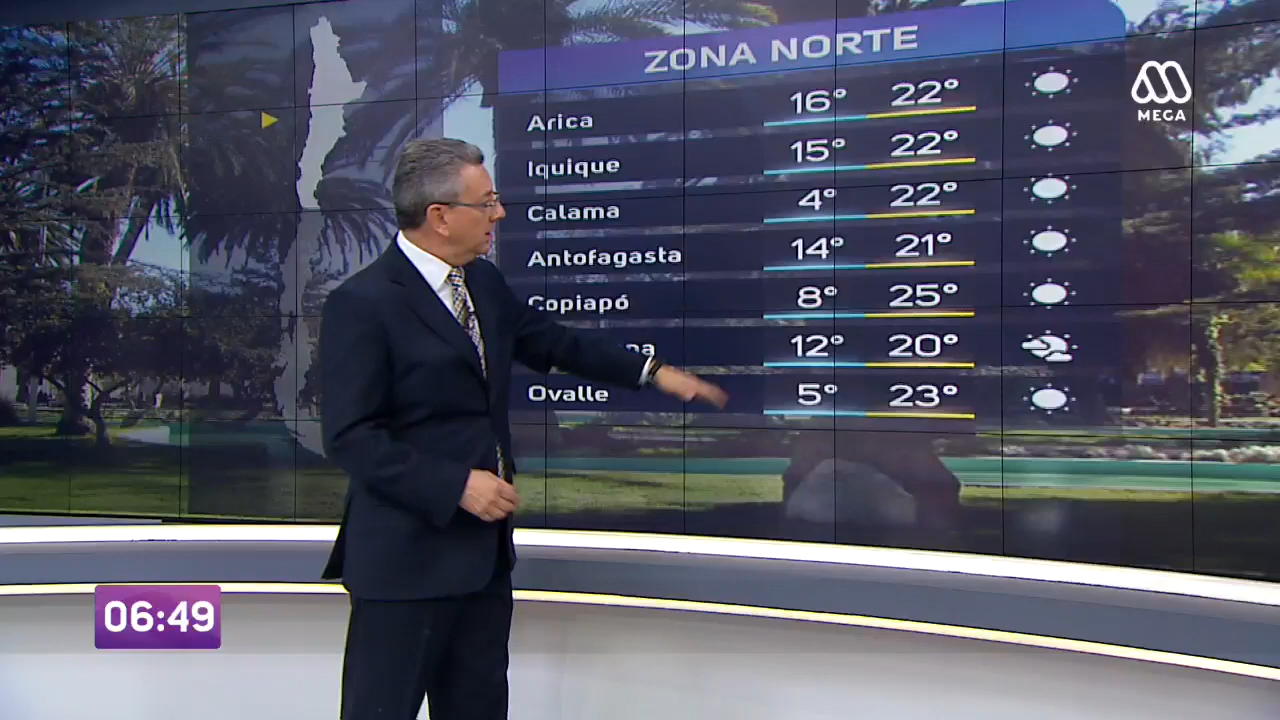 ZONA NORTE
MEGA
Arica 16° 22°
Iquique 15° 22°
Calama 4° 22°
Antofagasta 14° 21°
Copiapó 8° 25°
12° 20°
Ovalle 5° 23°
06:49